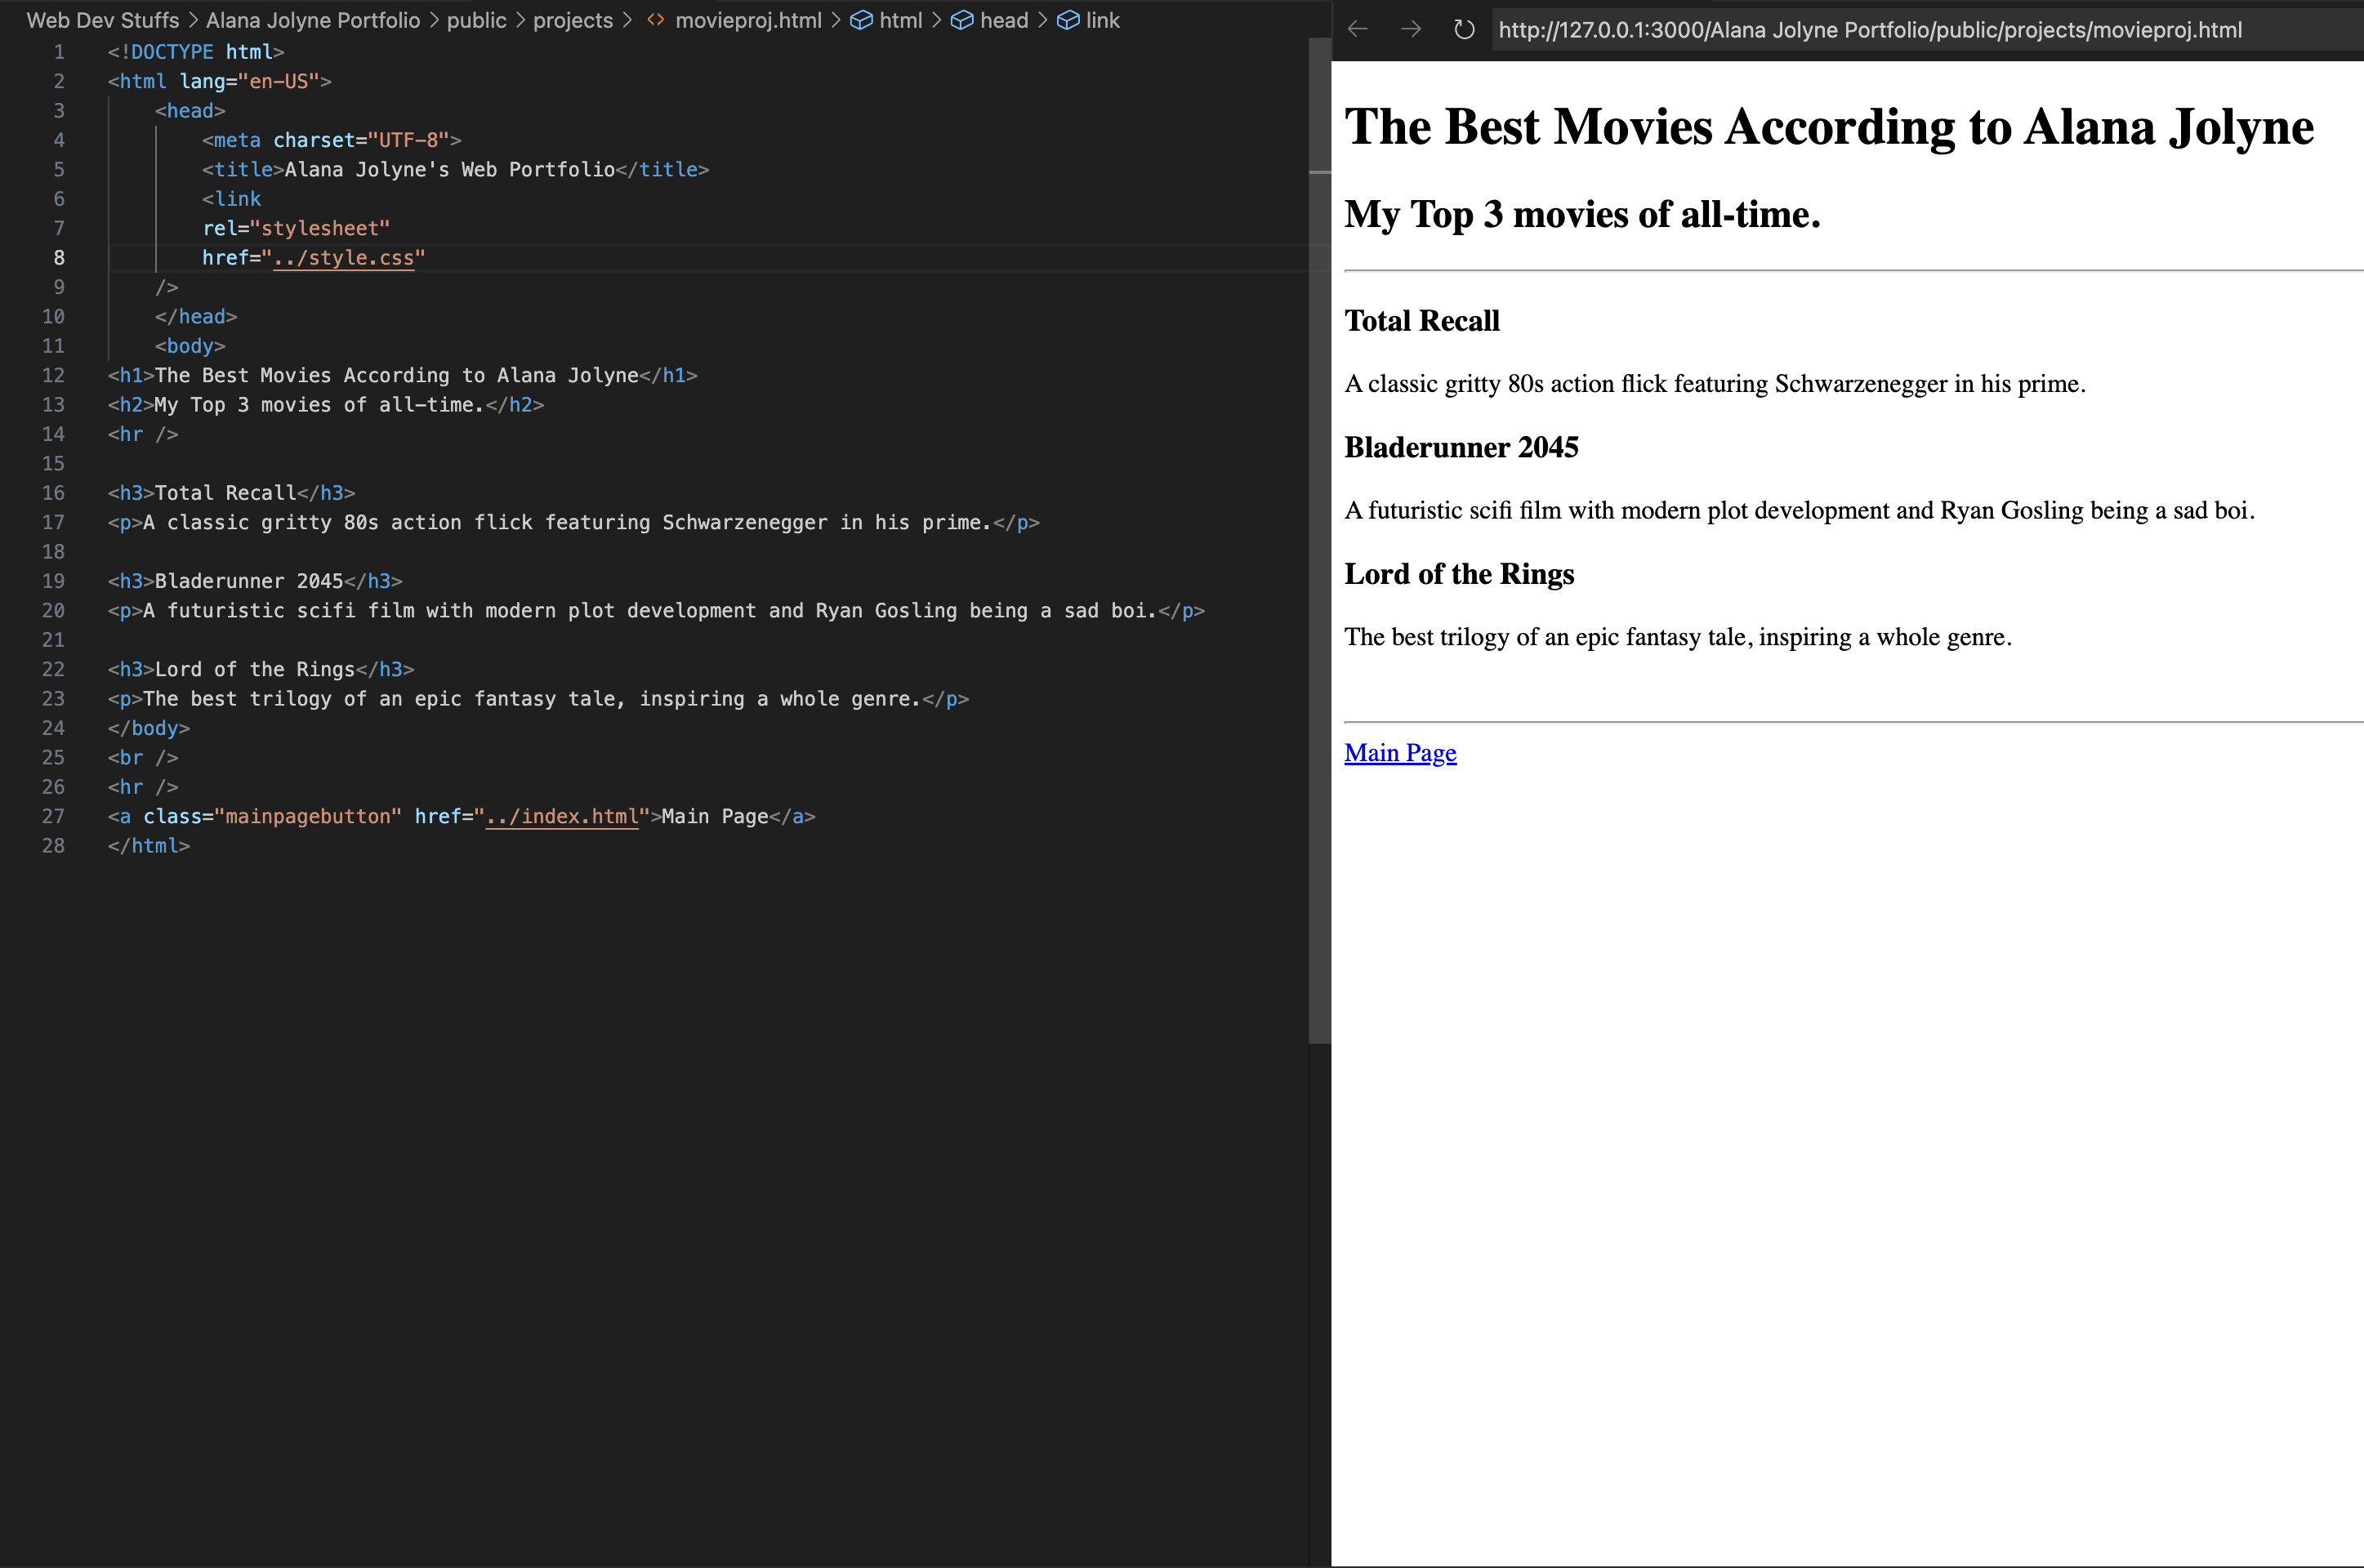 Web Dev Stuffs > Alana Jolyne Portfolio > public > projects > <> movieproj.html > html > head > link
1 <!DOCTYPE html>
2 <html lang="en-US">
3 <head>
4 <meta charset="UTF-8">
5 <title>Alana Jolyne's Web Portfolio</title>
6 <link
7 rel="stylesheet"
8 href="../style.css"
9 />
10 </head>
11 <body>
12 <h1>The Best Movies According to Alana Jolyne</h1>
13 <h2>My Top 3 movies of all-time.</h2>
14 <hr />
15
16 <h3>Total Recall</h3>
17 <p>A classic gritty 80s action flick featuring Schwarzenegger in his prime.</p>
18
19 <h3>Bladerunner 2045</h3>
20 <p>A futuristic scifi film with modern plot development and Ryan Gosling being a sad boi.</p>
21
22 <h3>Lord of the Rings</h3>
23 <p>The best trilogy of an epic fantasy tale, inspiring a whole genre.</p>
24 </body>
25 <br />
26 <hr />
27 <a class="mainpagebutton" href="../index.html">Main Page</a>
28 </html>
http://127.0.0.1:3000/Alana Jolyne Portfolio/public/projects/movieproj.html
The Best Movies According to Alana Jolyne
My Top 3 movies of all-time.
Total Recall
A classic gritty 80s action flick featuring Schwarzenegger in his prime.
Bladerunner 2045
A futuristic scifi film with modern plot development and Ryan Gosling being a sad boi.
Lord of the Rings
The best trilogy of an epic fantasy tale, inspiring a whole genre.
Main Page